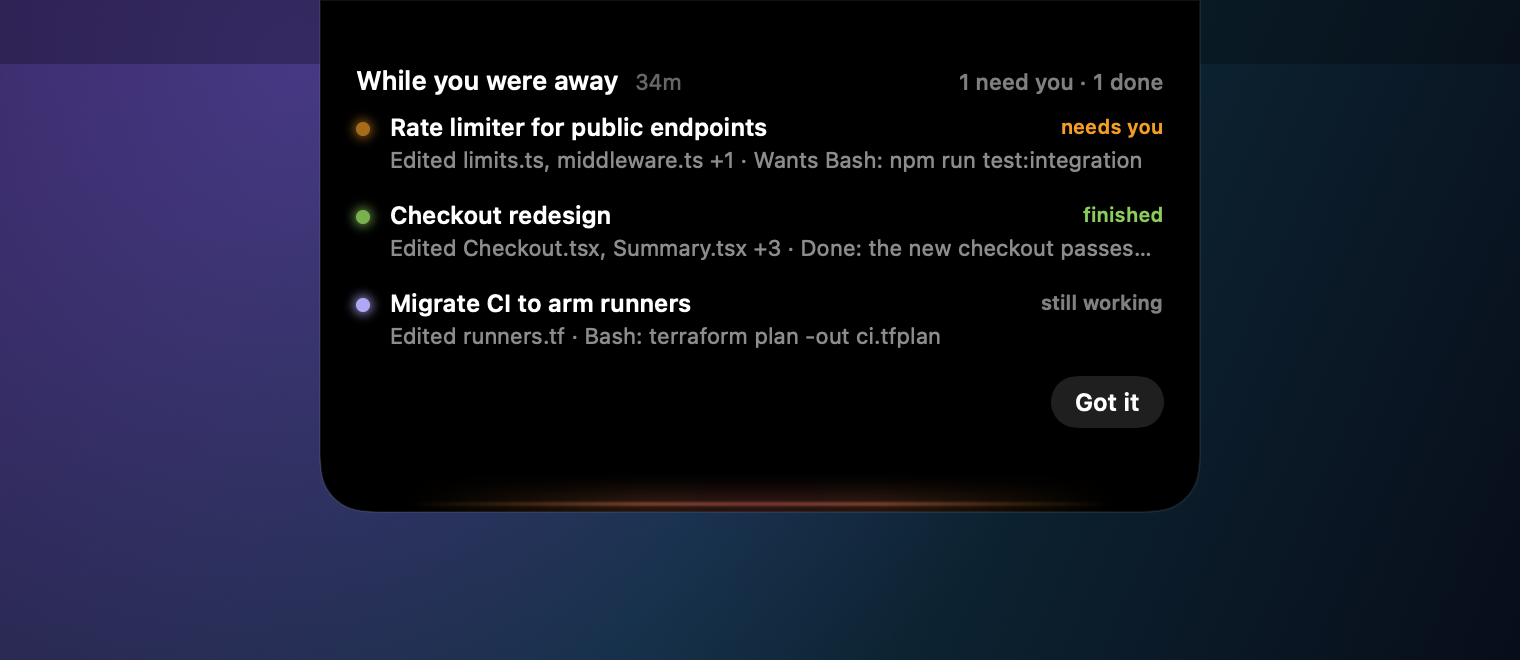 While you were away 34m 1 need you · 1 done
Rate limiter for public endpoints needs you
Edited limits.ts, middleware.ts +1 · Wants Bash: npm run test:integration
Checkout redesign finished
Edited Checkout.tsx, Summary.tsx +3 · Done: the new checkout passes...
Migrate CI to arm runners still working
Edited runners.tf · Bash: terraform plan -out ci.tfplan
Got it